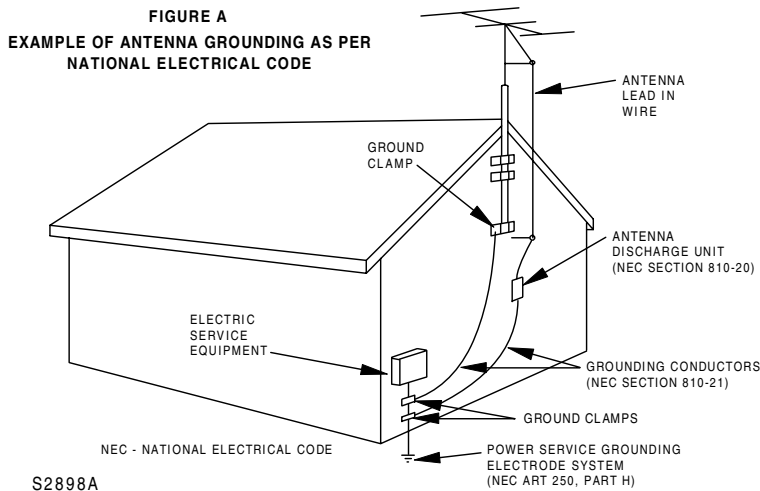 FIGURE A
EXAMPLE OF ANTENNA GROUNDING AS PER
NATIONAL ELECTRICAL CODE
ANTENNA
LEAD IN
WIRE
GROUND
CLAMP
ANTENNA
DISCHARGE UNIT
(NEC SECTION 810-20)
ELECTRIC
SERVICE
EQUIPMENT
GROUNDING CONDUCTORS
(NEC SECTION 810-21)
GROUND CLAMPS
NEC - NATIONAL ELECTRICAL CODE
POWER SERVICE GROUNDING
ELECTRODE SYSTEM
(NEC ART 250, PART H)
S2898A